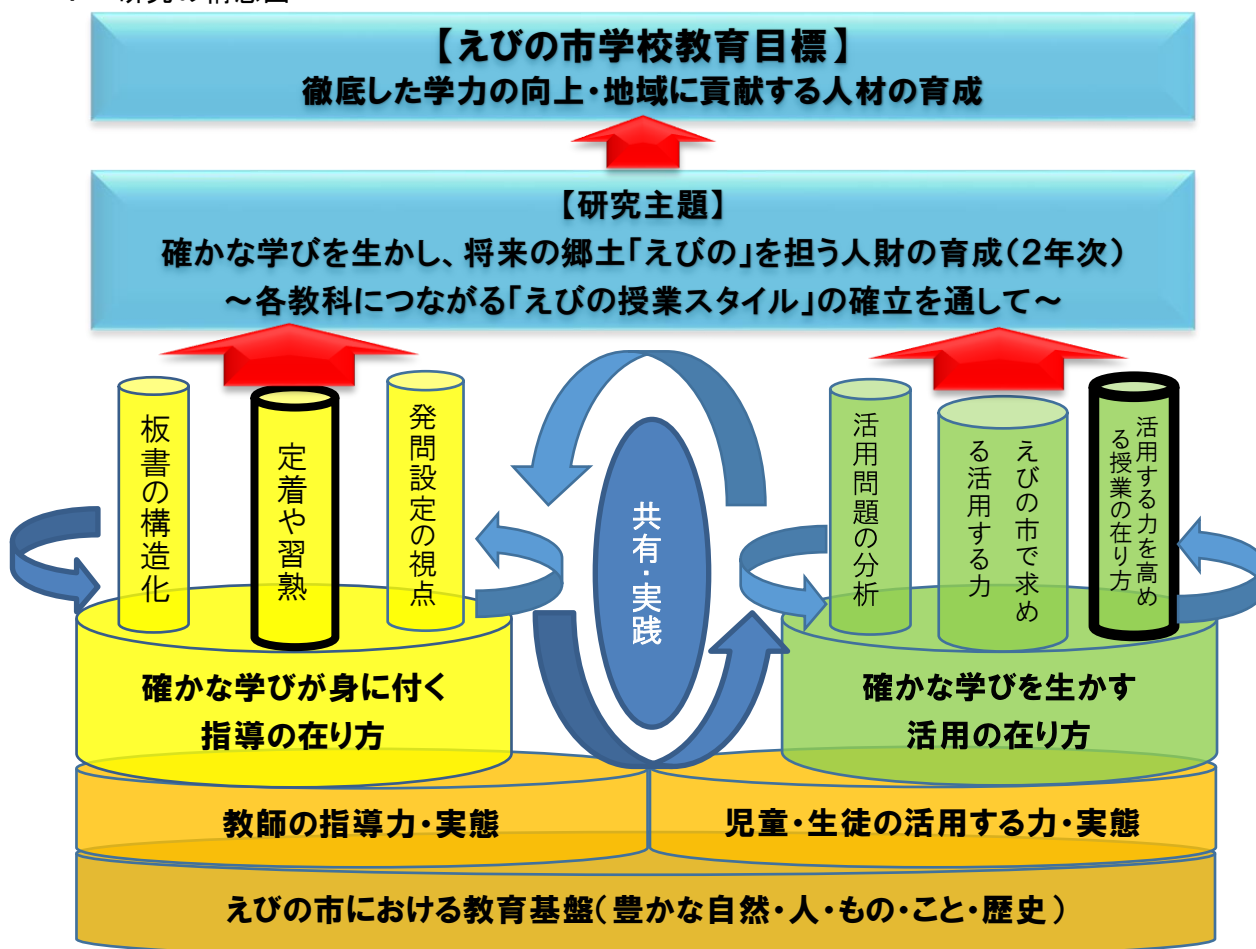 【えびの市学校教育目標】
徹底した学力の向上・地域に貢献する人材の育成
【研究主題】
確かな学びを生かし、将来の郷土「えびの」を担う人財の育成(2年次)
～各教科につながる「えびの授業スタイル」の確立を通して～
板書の構造化
定着や習熟
発問設定の視点
共有・実践
活用問題の分析
えびの市で求め
る活用する力
活用する力を高め
る授業の在り方
確かな学びが身に付く
指導の在り方
確かな学びを生かす
活用の在り方
教師の指導力・実態
児童・生徒の活用する力・実態
えびの市における教育基盤(豊かな自然・人・もの・こと・歴史)